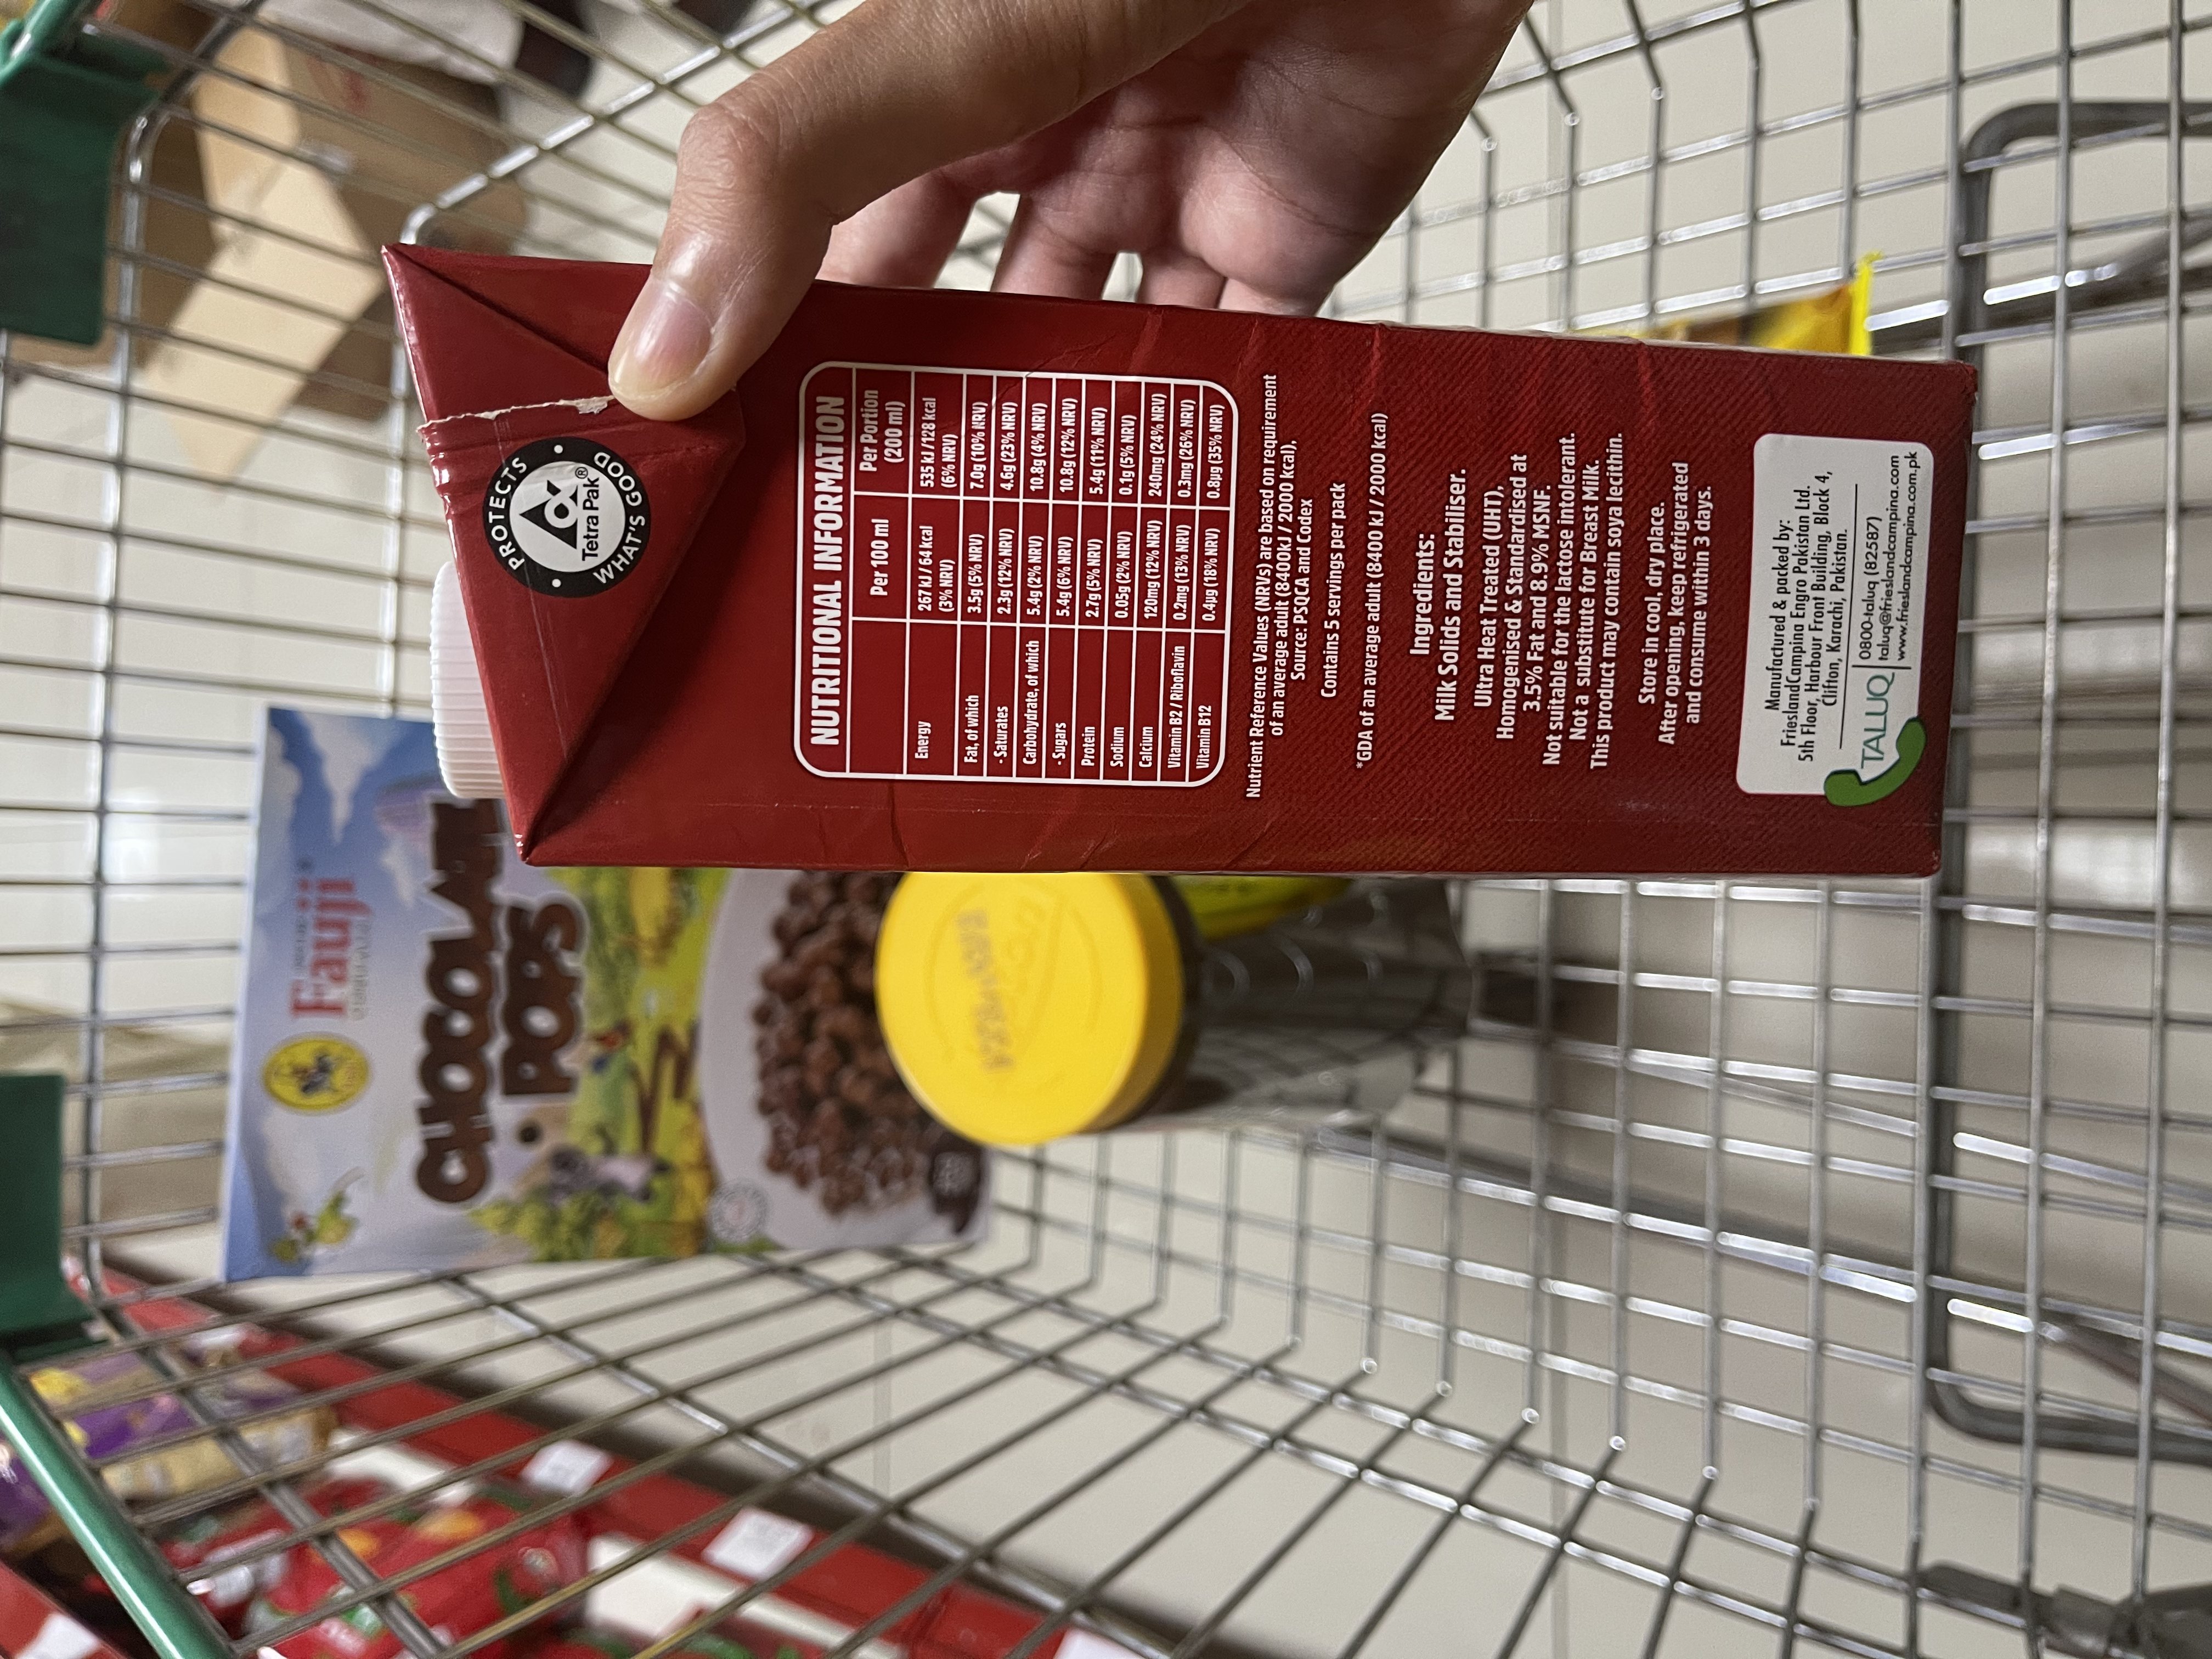 Fauji
CHOCOLATE
POPS
PROTECTS
Tetra Pak®
WHAT'S GOOD
NUTRITIONAL INFORMATION
Per 100 ml Per Portion (200 ml)
Energy 267 kJ / 64 kcal (3% NRV) 535 kJ /128 kcal (6% NRV)
Fat, of which 3.5g (5% NRV) 7.0g (10% NRV)
- Saturates 2.3g (12% NRV) 4.6g (23% NRV)
Carbohydrate, of which 5.4g (2% NRV) 10.8g (4% NRV)
- Sugars 5.4g (6% NRV) 10.8g (12% NRV)
Protein 2.7g (5% NRV) 5.4g (11% NRV)
Sodium 0.05g (2% NRV) 0.1g (5% NRV)
Calcium 120mg (12% NRV) 240mg (24% NRV)
Vitamin B2 / Riboflavin 0.2mg (13% NRV) 0.3mg (26% NRV)
Vitamin B12 0.4µg (18% NRV) 0.8µg (35% NRV)
Nutrient Reference Values (NRVs) are based on requirement
of an average adult (8400kJ / 2000 kcal),
Source: PSQCA and Codex
Contains 5 servings per pack
*GDA of an average adult (8400 kJ / 2000 kcal)
Ingredients:
Milk Solids and Stabiliser.
Ultra Heat Treated (UHT),
Homogenised & Standardised at
3.5% Fat and 8.9% MSNF.
Not suitable for the lactose intolerant.
Not a substitute for Breast Milk.
This product may contain soya lecithin.
Store in cool, dry place.
After opening, keep refrigerated
and consume within 3 days.
Manufactured & packed by:
FrieslandCampina Engro Pakistan Ltd.
5th Floor, Harbour Front Building, Block 4,
Clifton, Karachi, Pakistan.
TALUQ
0800-taluq (82587)
taluq@frieslandcampina.com
www.frieslandcampina.com.pk